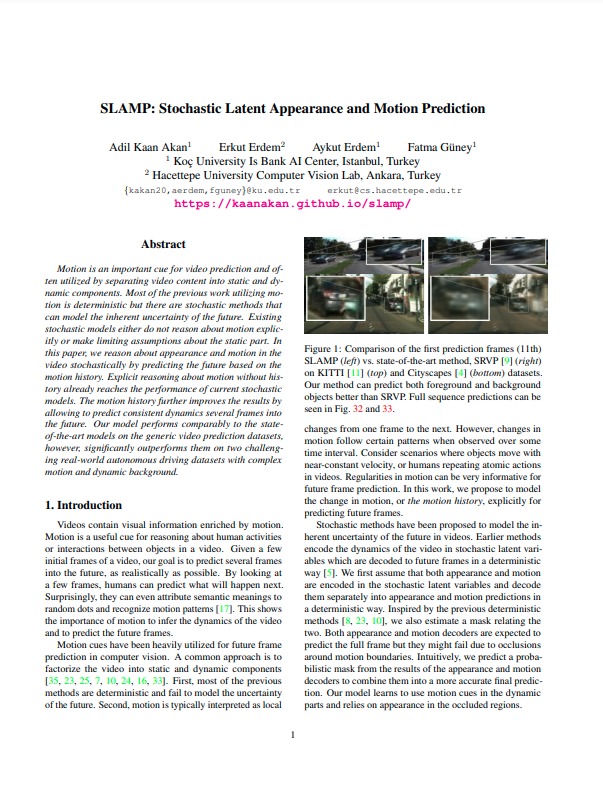 SLAMP: Stochastic Latent Appearance and Motion Prediction
Adil Kaan Akan1 Erkut Erdem2 Aykut Erdem1 Fatma Güney1
1 Koç University Is Bank AI Center, Istanbul, Turkey
2 Hacettepe University Computer Vision Lab, Ankara, Turkey
{kakan20,aerdem,fguney}@ku.edu.tr erkut@cs.hacettepe.edu.tr
https://kaanakan.github.io/slamp/
Abstract
Motion is an important cue for video prediction and of-
ten utilized by separating video content into static and dy-
namic components. Most of the previous work utilizing mo-
tion is deterministic but there are stochastic methods that
can model the inherent uncertainty of the future. Existing
stochastic models either do not reason about motion explic-
itly or make limiting assumptions about the static part. In
this paper, we reason about appearance and motion in the
video stochastically by predicting the future based on the
motion history. Explicit reasoning about motion without his-
tory already reaches the performance of current stochastic
models. The motion history further improves the results by
allowing to predict consistent dynamics several frames into
the future. Our model performs comparably to the state-
of-the-art models on the generic video prediction datasets,
however, significantly outperforms them on two challeng-
ing real-world autonomous driving datasets with complex
motion and dynamic background.
1. Introduction
Videos contain visual information enriched by motion.
Motion is a useful cue for reasoning about human activities
or interactions between objects in a video. Given a few
initial frames of a video, our goal is to predict several frames
into the future, as realistically as possible. By looking at
a few frames, humans can predict what will happen next.
Surprisingly, they can even attribute semantic meanings to
random dots and recognize motion patterns [17]. This shows
the importance of motion to infer the dynamics of the video
and to predict the future frames.
Motion cues have been heavily utilized for future frame
prediction in computer vision. A common approach is to
factorize the video into static and dynamic components
[35, 23, 25, 7, 10, 24, 16, 33]. First, most of the previous
methods are deterministic and fail to model the uncertainty
of the future. Second, motion is typically interpreted as local
Figure 1: Comparison of the first prediction frames (11th)
SLAMP (left) vs. state-of-the-art method, SRVP [9] (right)
on KITTI [11] (top) and Cityscapes [4] (bottom) datasets.
Our method can predict both foreground and background
objects better than SRVP. Full sequence predictions can be
seen in Fig. 32 and 33.
changes from one frame to the next. However, changes in
motion follow certain patterns when observed over some
time interval. Consider scenarios where objects move with
near-constant velocity, or humans repeating atomic actions
in videos. Regularities in motion can be very informative for
future frame prediction. In this work, we propose to model
the change in motion, or the motion history, explicitly for
predicting future frames.
Stochastic methods have been proposed to model the in-
herent uncertainty of the future in videos. Earlier methods
encode the dynamics of the video in stochastic latent vari-
ables which are decoded to future frames in a deterministic
way [5]. We first assume that both appearance and motion
are encoded in the stochastic latent variables and decode
them separately into appearance and motion predictions in
a deterministic way. Inspired by the previous deterministic
methods [8, 23, 10], we also estimate a mask relating the
two. Both appearance and motion decoders are expected to
predict the full frame but they might fail due to occlusions
around motion boundaries. Intuitively, we predict a proba-
bilistic mask from the results of the appearance and motion
decoders to combine them into a more accurate final predic-
tion. Our model learns to use motion cues in the dynamic
parts and relies on appearance in the occluded regions.
1